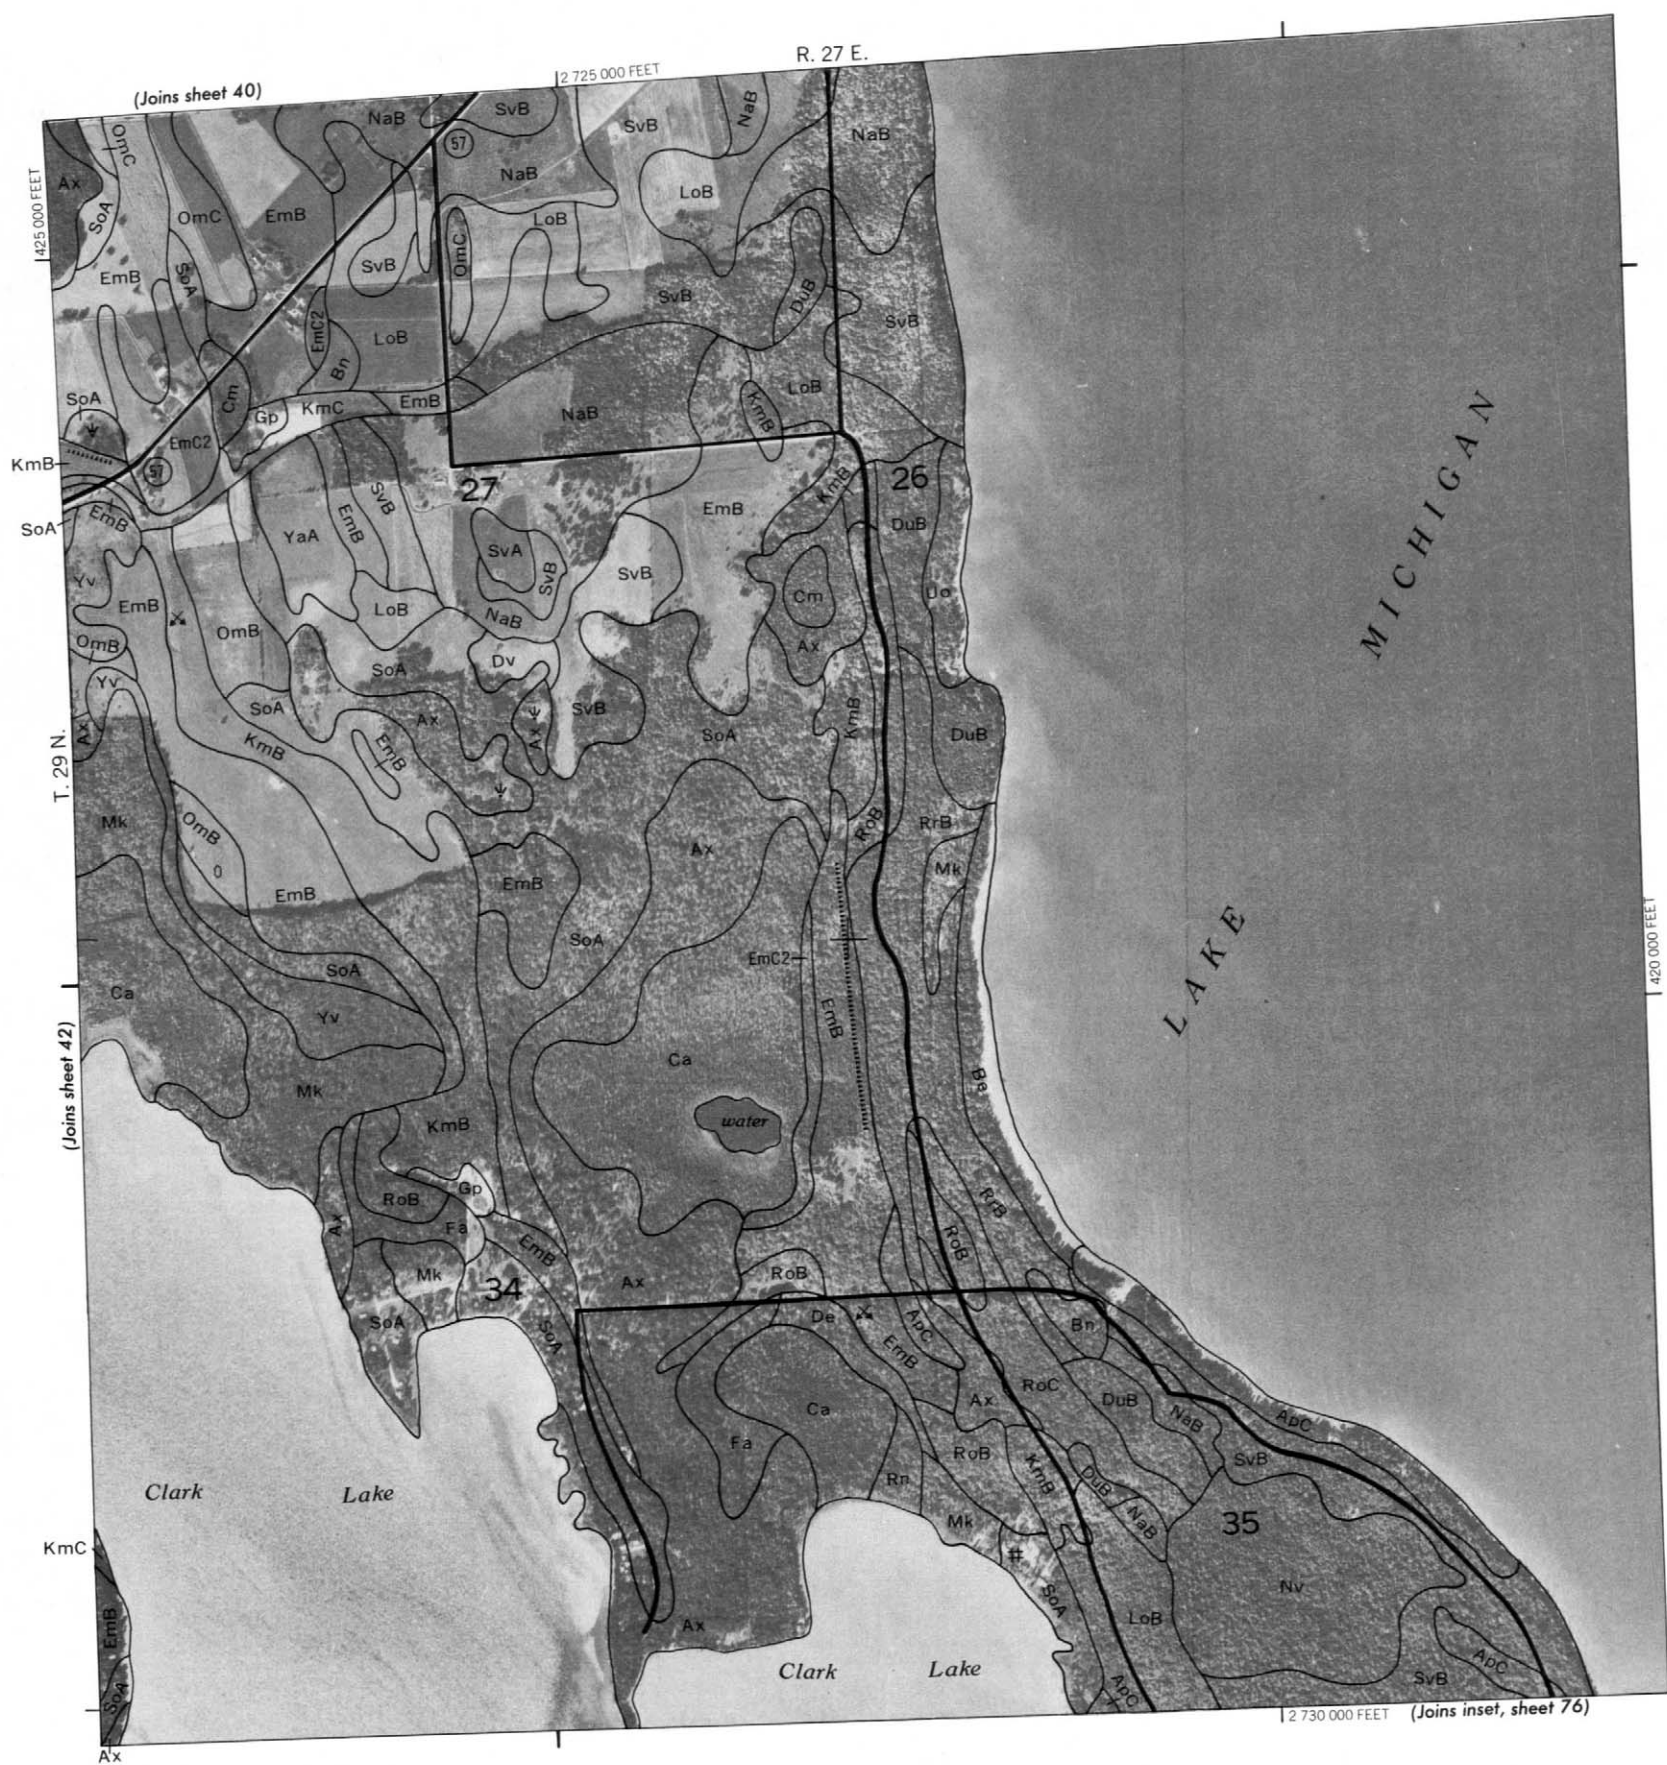 R. 27 E.
2 725 000 FEET
(Joins sheet 40)
NaB
SvB
SvB
NaB
NaB
OmC
57
NaB
Ax
SoA
OmC
EmB
LoB
LoB
425 000 FEET
EmB
SoA
SvB
OmC
SvB
DuB
SvB
EmC2
LoB
Bn
LoB
SoA
Cm
Gp
KmC
EmB
NaB
KmB
EmC2
KmB
57
27
KmB
26
SoA
EmB
SvB
EmB
DuB
YaA
EmB
SvA
SvB
SvB
Yv
EmB
LoB
NaB
Cm
Uo
OmB
OmB
Dv
Ax
SoA
Yv
SoA
Ax
SvB
KmB
Ax
KmB
EmB
Ax
SoA
DuB
T. 29 N.
Mk
OmB
RoB
RrB
Ax
Mk
EmB
EmB
SoA
EmC2
SoA
Ca
Yv
EmB
420 000 FEET
LAKE MICHIGAN
Ca
Be
Mk
(Joins sheet 42)
KmB
water
RoB
Gp
RrB
Ax
Fa
EmB
RoB
Mk
34
Ax
RoB
SoA
SoA
De
ApC
Bn
EmB
Ax
RoC
DuB
NaB
ApC
Ca
Fa
RoB
KmB
SvB
Rn
DuB
Clark Lake
Mk
NaB
35
KmC
Nv
EmB
SoA
LoB
Ax
Clark Lake
SvB
ApC
SoA
ApC
2 730 000 FEET
(Joins inset, sheet 76)
Ax